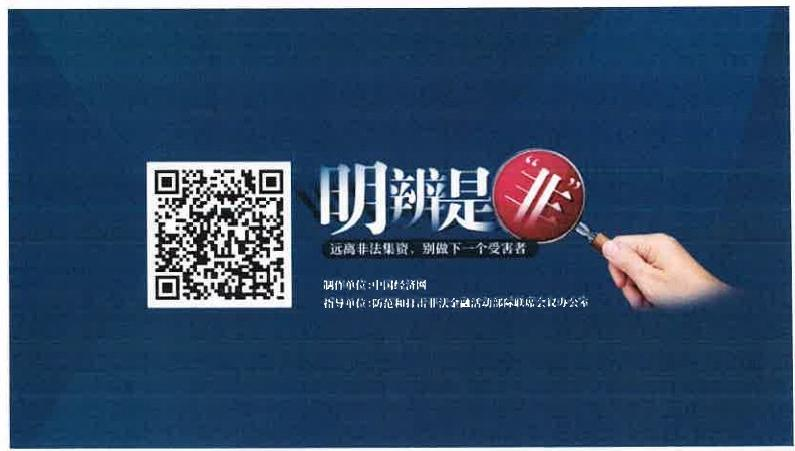 明辨是“非”
远离非法集资，别做下一个受害者
制作单位:中国经济网
指导单位:防范和打击非法金融活动部际联席会议办公室